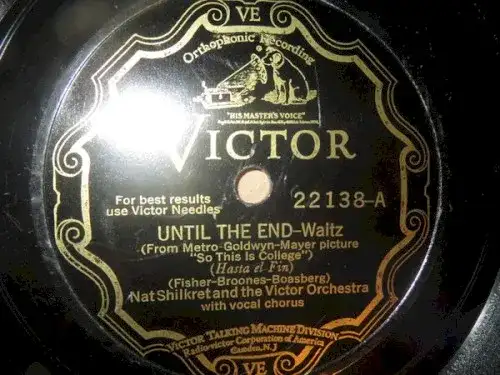 VE
Orthophonic Recording
"HIS MASTER'S VOICE"
VICTOR
For best results
use Victor Needles
22138-A
UNTIL THE END-Waltz
(From Metro-Goldwyn-Mayer picture
"So This Is College")
(Hasta el Fin)
(Fisher-Broones-Boasberg)
Nat Shilkret and the Victor Orchestra
with vocal chorus
VICTOR TALKING MACHINE DIVISION
Radio-Victor Corporation of America
Camden, N.J.
VE